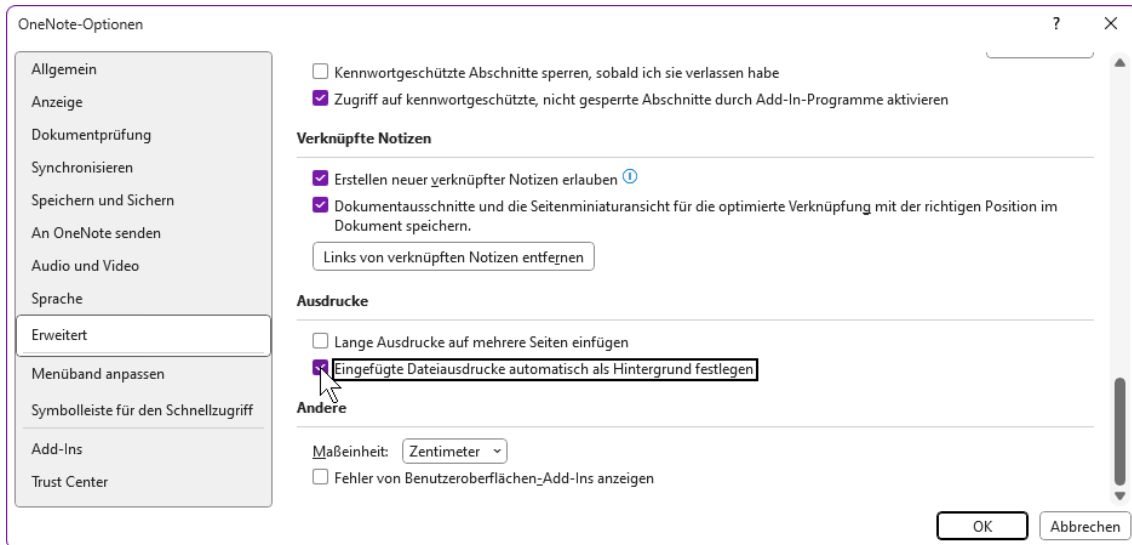 OneNote-Optionen
?
Allgemein
Anzeige
Dokumentprüfung
Synchronisieren
Speichern und Sichern
An OneNote senden
Audio und Video
Sprache
Erweitert
Menüband anpassen
Symbolleiste für den Schnellzugriff
Add-Ins
Trust Center
Kennwortgeschützte Abschnitte sperren, sobald ich sie verlassen habe
Zugriff auf kennwortgeschützte, nicht gesperrte Abschnitte durch Add-In-Programme aktivieren
Verknüpfte Notizen
Erstellen neuer verknüpfter Notizen erlauben
Dokumentausschnitte und die Seitenminiaturansicht für die optimierte Verknüpfung mit der richtigen Position im
Dokument speichern.
Links von verknüpften Notizen entfernen
Ausdrucke
Lange Ausdrucke auf mehrere Seiten einfügen
Eingefügte Dateiausdrucke automatisch als Hintergrund festlegen
Andere
Maßeinheit: Zentimeter
Fehler von Benutzeroberflächen-Add-Ins anzeigen
OK Abbrechen